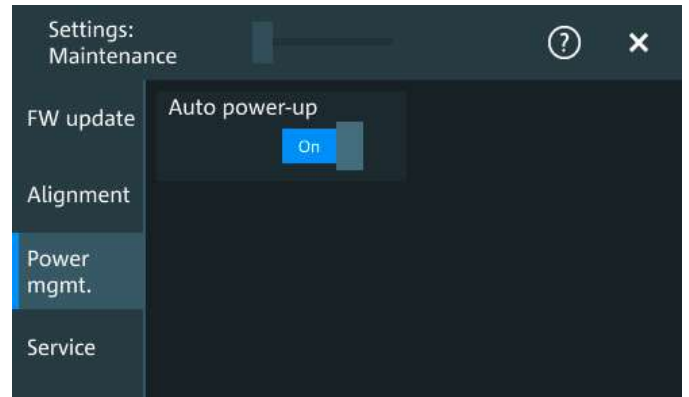 Settings:
Maintenance
?
FW update
Auto power-up
On
Alignment
Power
mgmt.
Service